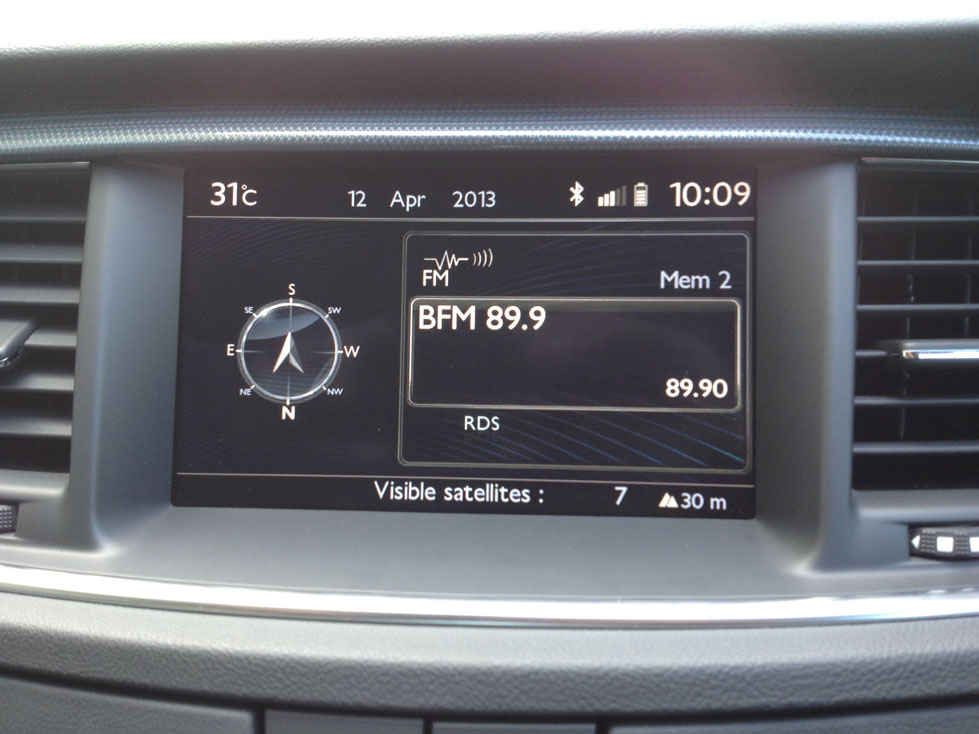 31°C 12 Apr 2013 10:09
FM Mem 2
BFM 89.9
89.90
RDS
S
SE SW
E W
NE NW
N
Visible satellites : 7 30 m